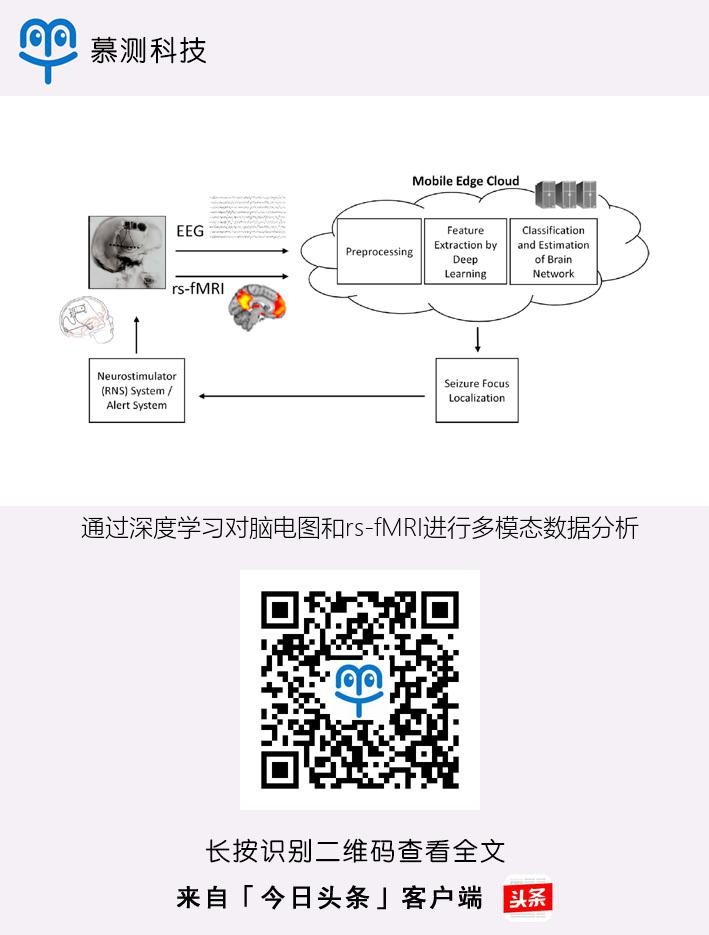 慕测科技
Mobile Edge Cloud
EEG
rs-fMRI
Preprocessing
Feature
Extraction by
Deep
Learning
Classification
and Estimation
of Brain
Network
Neurostimulator
(RNS) System /
Alert System
Seizure Focus
Localization
通过深度学习对脑电图和rs-fMRI进行多模态数据分析
长按识别二维码查看全文
来自「今日头条」客户端
头条